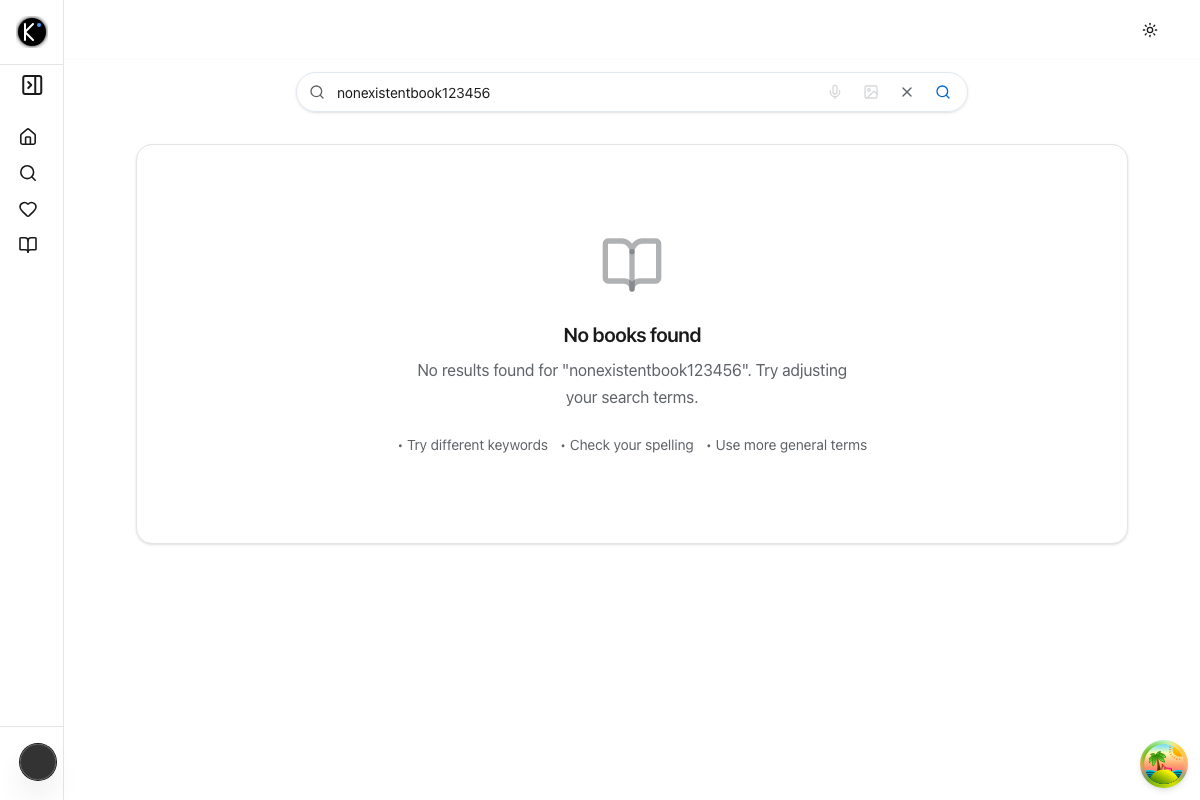 K
nonexistentbook123456
No books found
No results found for "nonexistentbook123456". Try adjusting
your search terms.
• Try different keywords • Check your spelling • Use more general terms